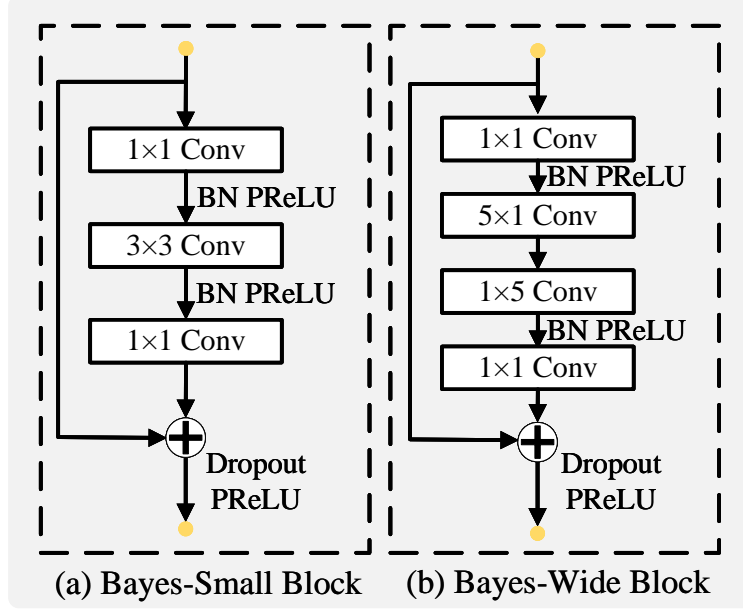 1×1 Conv
BN PReLU
3×3 Conv
BN PReLU
1×1 Conv
Dropout
PReLU
(a) Bayes-Small Block
1×1 Conv
BN PReLU
5×1 Conv
1×5 Conv
BN PReLU
1×1 Conv
Dropout
PReLU
(b) Bayes-Wide Block